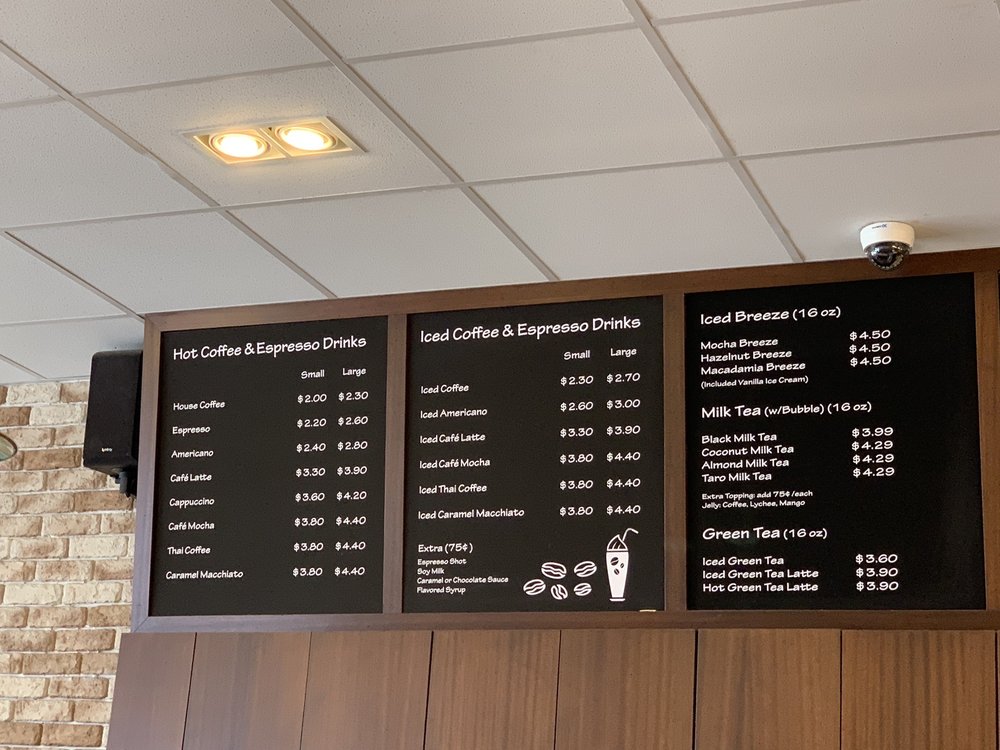 Hot Coffee & Espresso Drinks
Small Large
House Coffee $2.00 $2.30
Espresso $2.20 $2.60
Americano $2.40 $2.80
Café Latte $3.30 $3.90
Cappuccino $3.60 $4.20
Café Mocha $3.80 $4.40
Thai Coffee $3.80 $4.40
Caramel Macchiato $3.80 $4.40
Iced Coffee & Espresso Drinks
Small Large
Iced Coffee $2.30 $2.70
Iced Americano $2.60 $3.00
Iced Café Latte $3.30 $3.90
Iced Café Mocha $3.80 $4.40
Iced Thai Coffee $3.80 $4.40
Iced Caramel Macchiato $3.80 $4.40
Extra (75¢)
Espresso Shot
Soy Milk
Caramel or Chocolate Sauce
Flavored Syrup
Iced Breeze (16 oz)
Mocha Breeze $4.50
Hazelnut Breeze $4.50
Macadamia Breeze $4.50
(Included Vanilla Ice Cream)
Milk Tea (w/Bubble) (16 oz)
Black Milk Tea $3.99
Coconut Milk Tea $4.29
Almond Milk Tea $4.29
Taro Milk Tea $4.29
Extra Topping: add 75¢/each
Jelly: Coffee, Lychee, Mango
Green Tea (16 oz)
Iced Green Tea $3.60
Iced Green Tea Latte $3.90
Hot Green Tea Latte $3.90